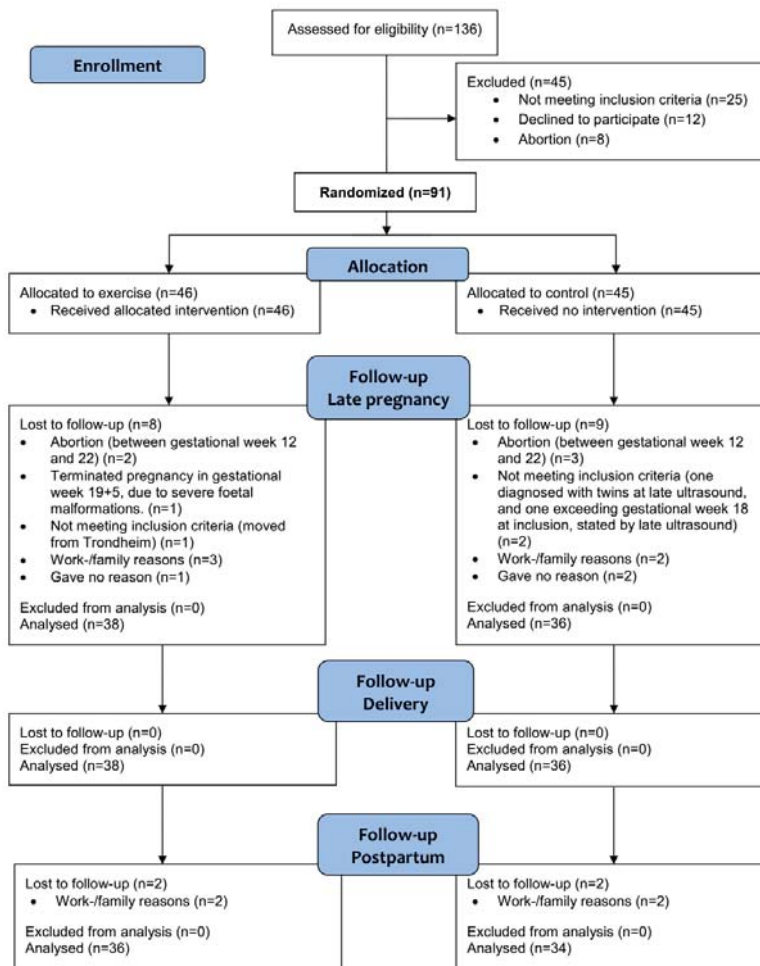 Assessed for eligibility (n=136)
Enrollment
Excluded (n=45)
• Not meeting inclusion criteria (n=25)
• Declined to participate (n=12)
• Abortion (n=8)
Randomized (n=91)
Allocation
Allocated to exercise (n=46)
• Received allocated intervention (n=46)
Allocated to control (n=45)
• Received no intervention (n=45)
Follow-up
Late pregnancy
Lost to follow-up (n=8)
• Abortion (between gestational week 12
and 22) (n=2)
• Terminated pregnancy in gestational
week 19+5, due to severe foetal
malformations. (n=1)
• Not meeting inclusion criteria (moved
from Trondheim) (n=1)
• Work-/family reasons (n=3)
• Gave no reason (n=1)
Excluded from analysis (n=0)
Analysed (n=38)
Lost to follow-up (n=9)
• Abortion (between gestational week 12
and 22) (n=3)
• Not meeting inclusion criteria (one
diagnosed with twins at late ultrasound,
and one exceeding gestational week 18
at inclusion, stated by late ultrasound)
(n=2)
• Work-/family reasons (n=2)
• Gave no reason (n=2)
Excluded from analysis (n=0)
Analysed (n=36)
Follow-up
Delivery
Lost to follow-up (n=0)
Excluded from analysis (n=0)
Analysed (n=38)
Lost to follow-up (n=0)
Excluded from analysis (n=0)
Analysed (n=36)
Follow-up
Postpartum
Lost to follow-up (n=2)
• Work-/family reasons (n=2)
Excluded from analysis (n=0)
Analysed (n=36)
Lost to follow-up (n=2)
• Work-/family reasons (n=2)
Excluded from analysis (n=0)
Analysed (n=34)